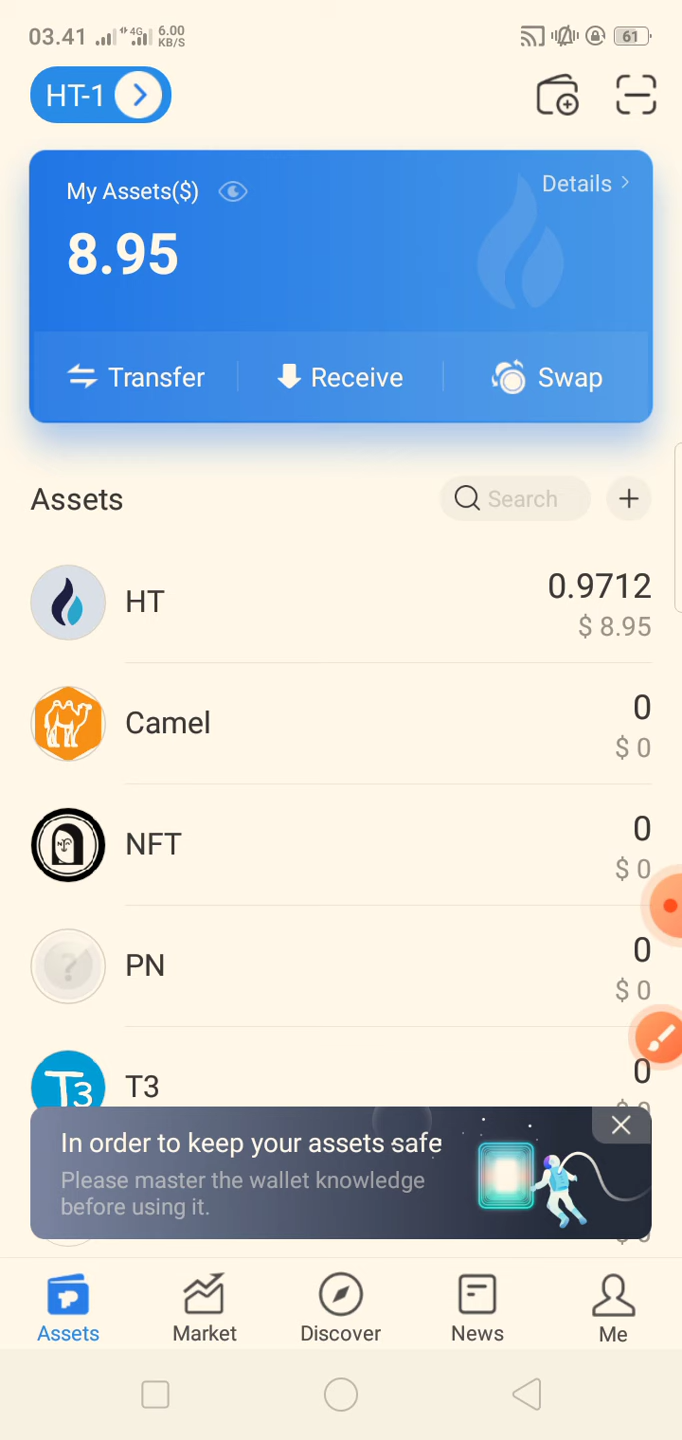 03.41 4G 6.00 KB/S 61
HT-1
My Assets($) Details
8.95
Transfer Receive Swap
Assets Search
HT 0.9712
$ 8.95
Camel 0
$ 0
NFT 0
$ 0
PN 0
$ 0
T3 T3 0
In order to keep your assets safe
Please master the wallet knowledge
before using it.
Assets Market Discover News Me